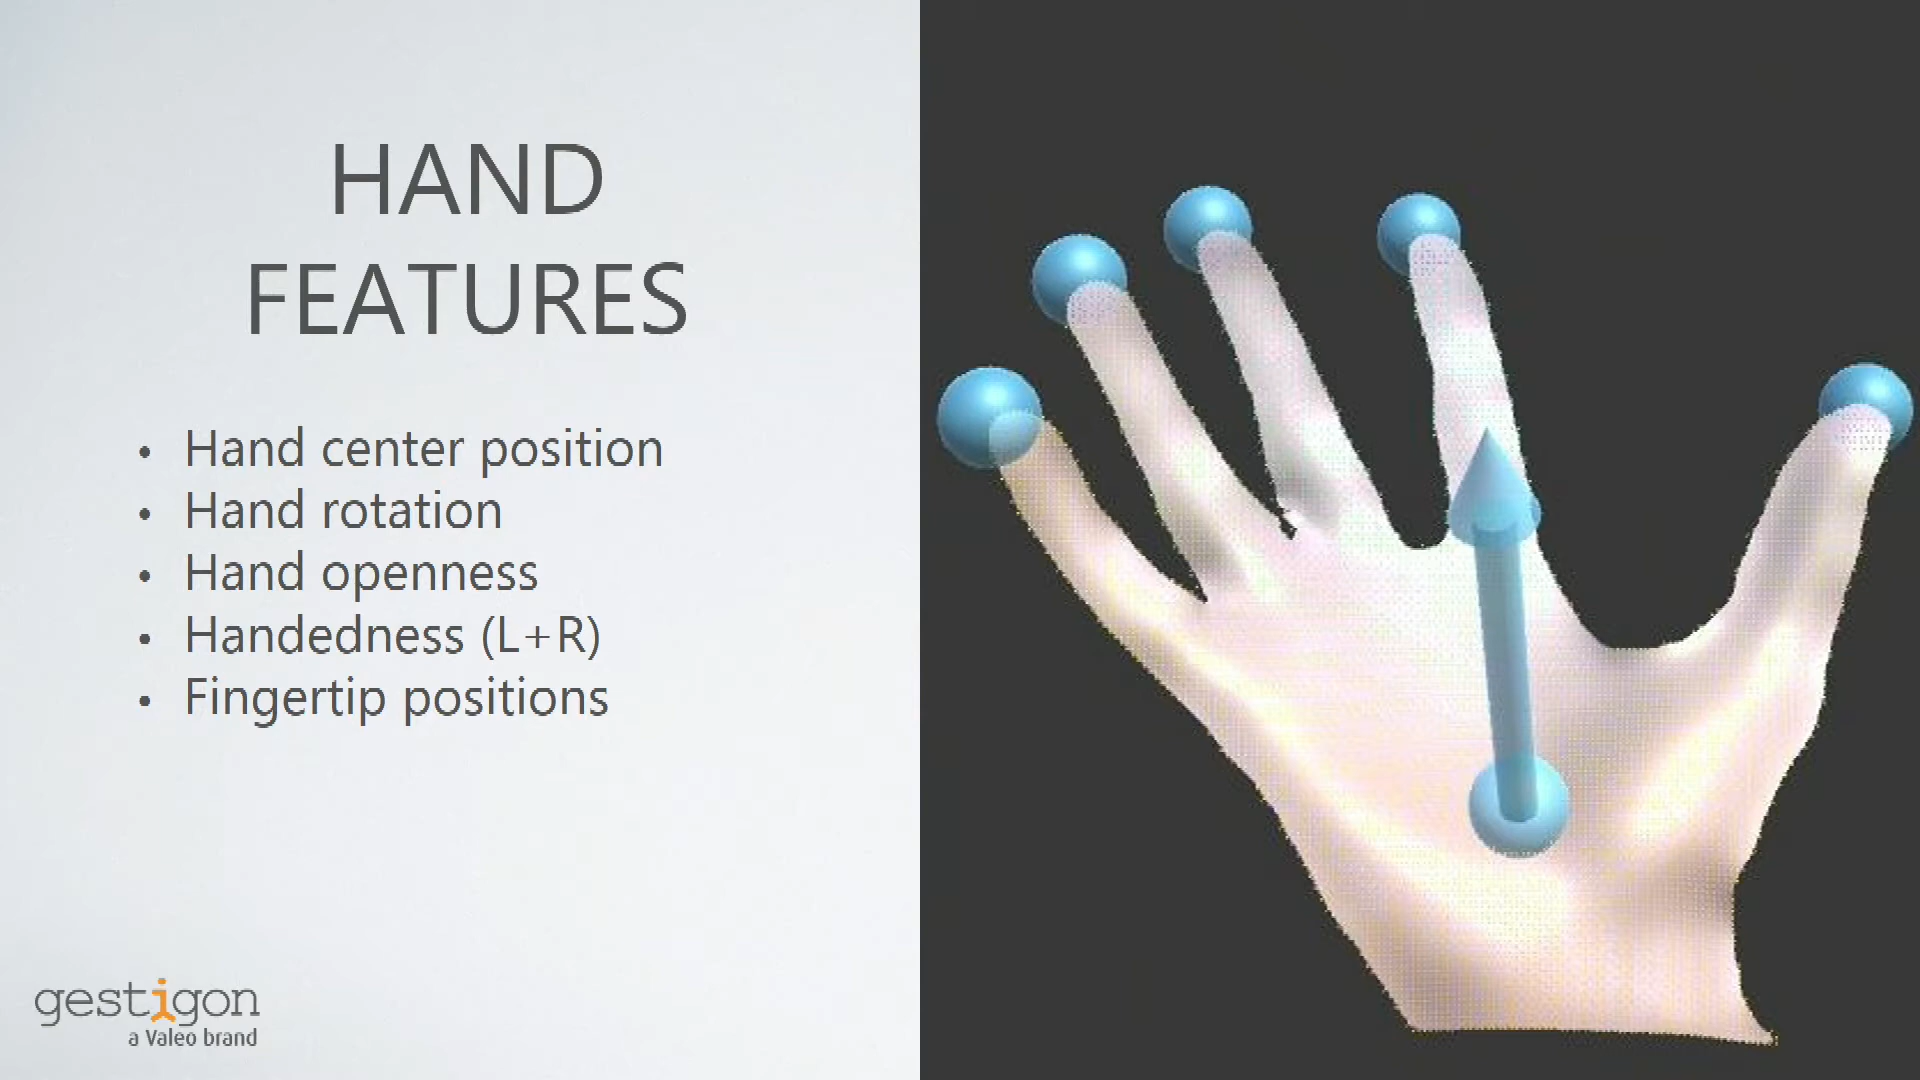 HAND
FEATURES
• Hand center position
• Hand rotation
• Hand openness
• Handedness (L+R)
• Fingertip positions
gestigon
a Valeo brand